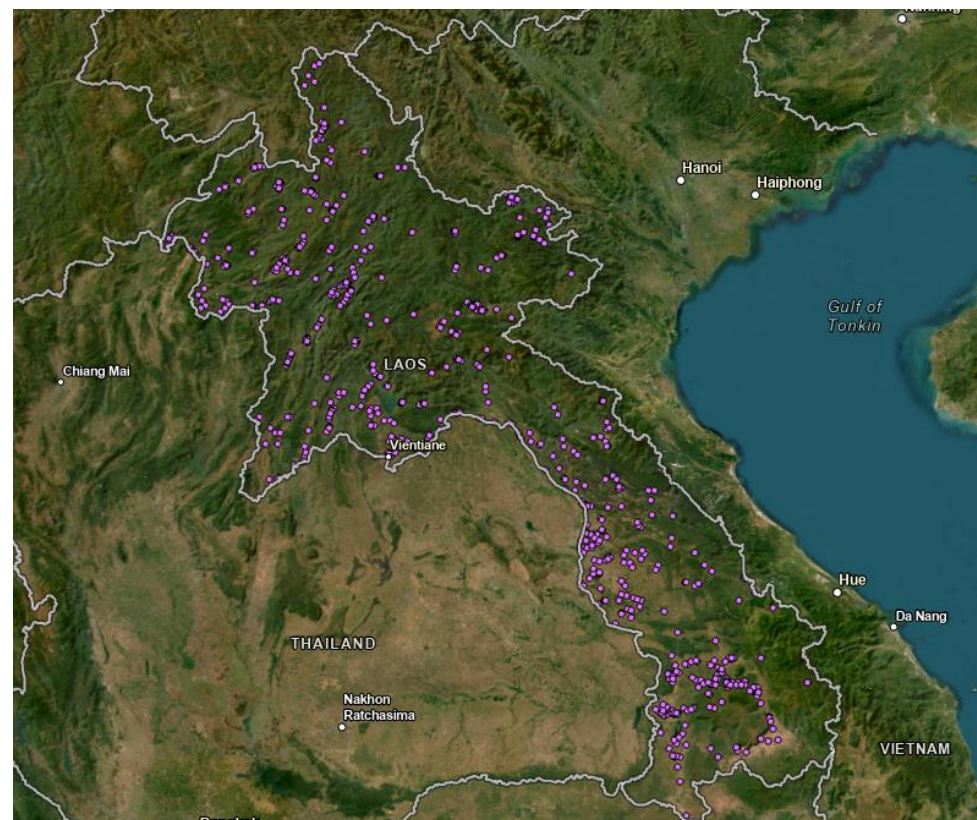 Hanoi
Haiphong
Gulf of
Tonkin
LAOS
Chiang Mai
Vientiane
Hue
Da Nang
THAILAND
Nakhon
Ratchasima
VIETNAM